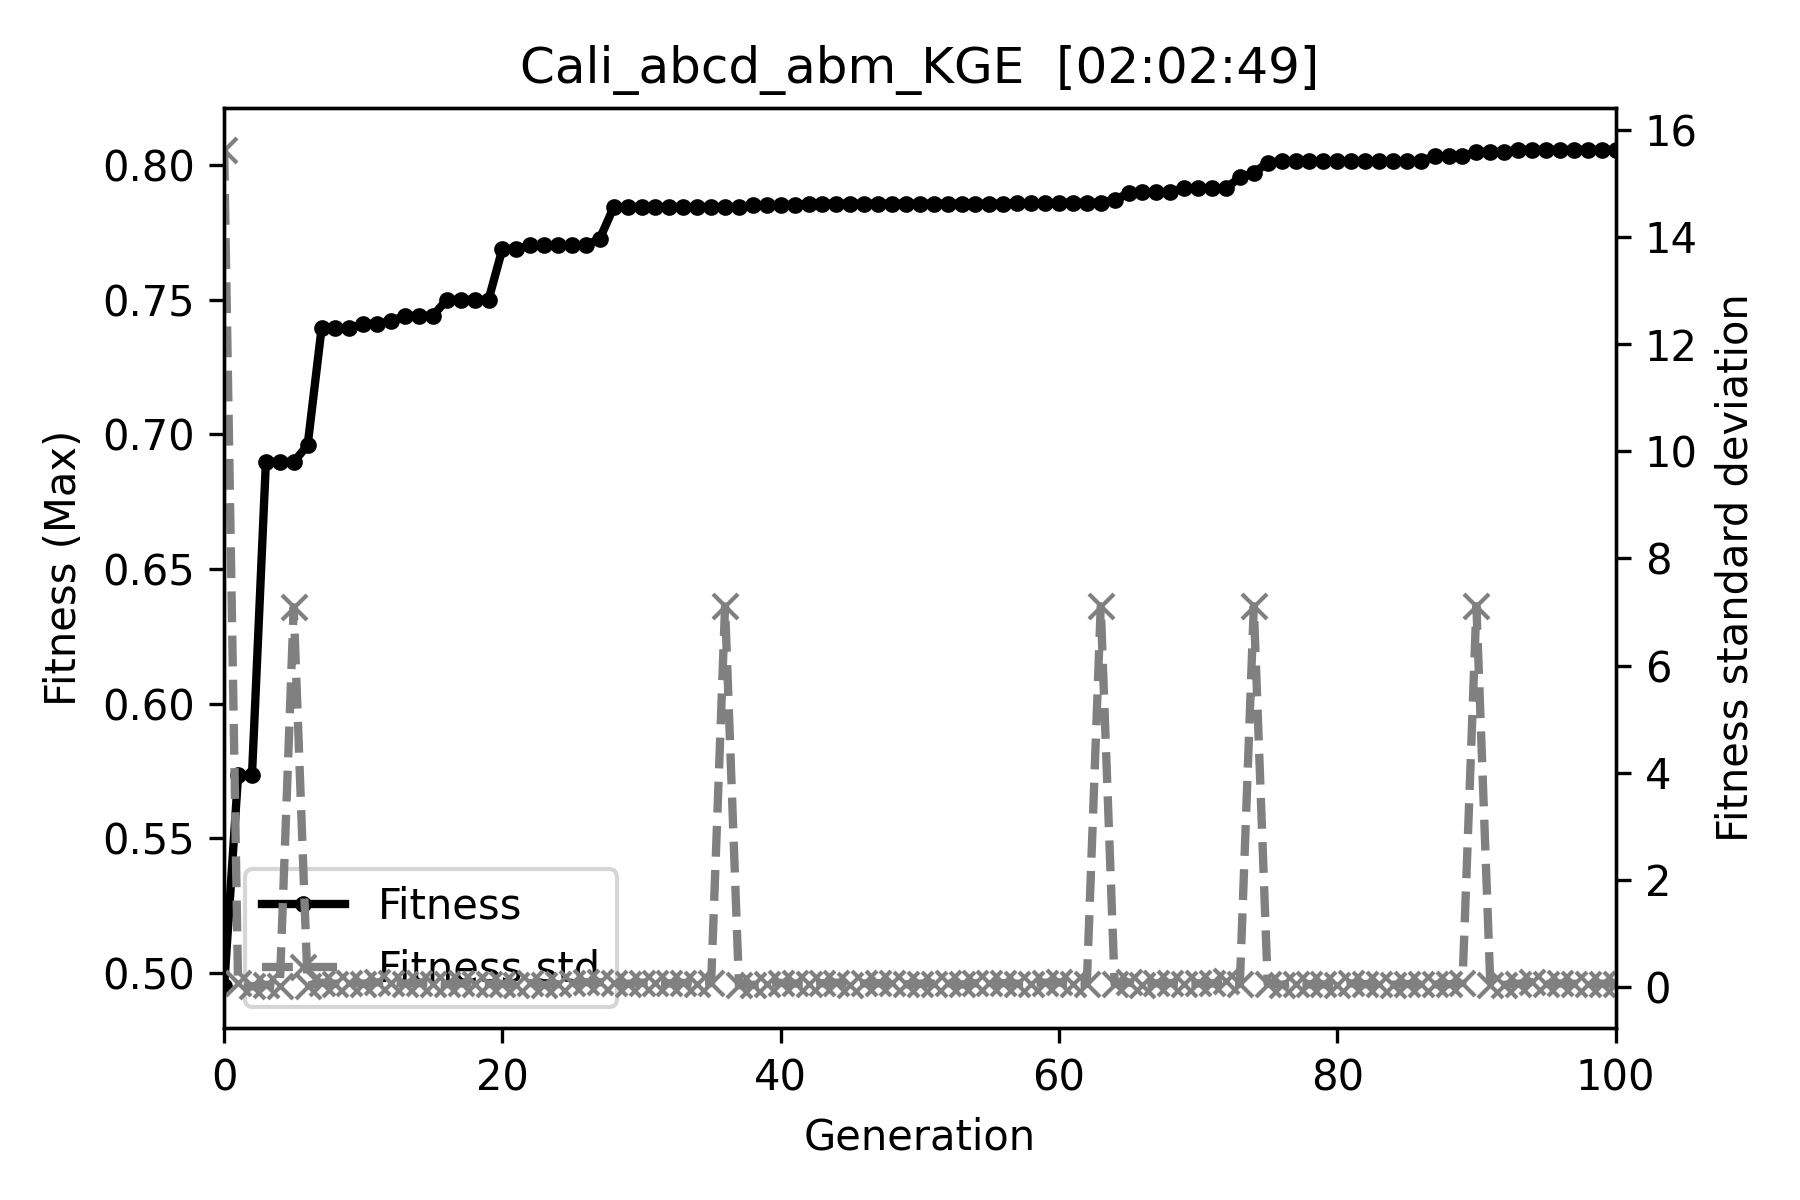 Cali_abcd_abm_KGE [02:02:49]
Fitness (Max)
0.80
0.75
0.70
0.65
0.60
0.55
0.50
16
14
12
10
8
6
4
2
0
Fitness standard deviation
Fitness
Fitness std
0 20 40 60 80 100
Generation